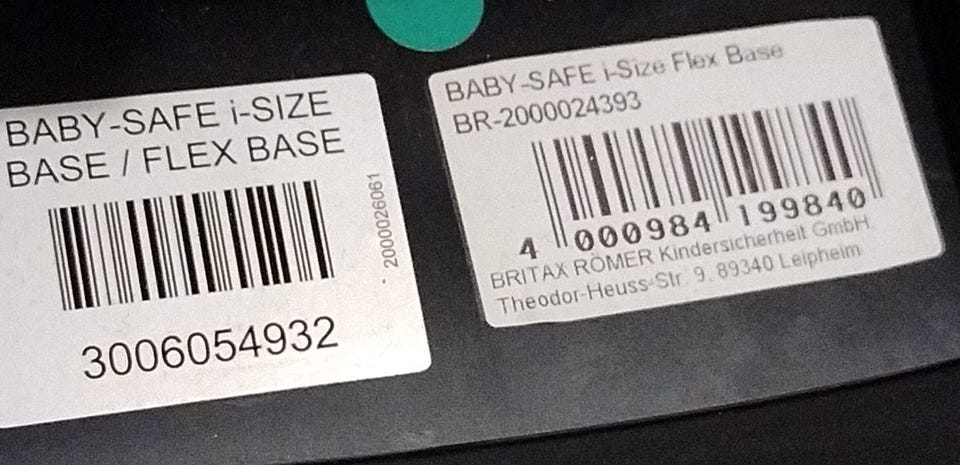 BABY-SAFE i-SIZE
BASE / FLEX BASE
3006054932
- 2000026061
BABY-SAFE i-Size Flex Base
BR-2000024393
4 000984 199840
BRITAX RÖMER Kindersicherheit GmbH,
Theodor-Heuss-Str. 9, 89340 Leipheim